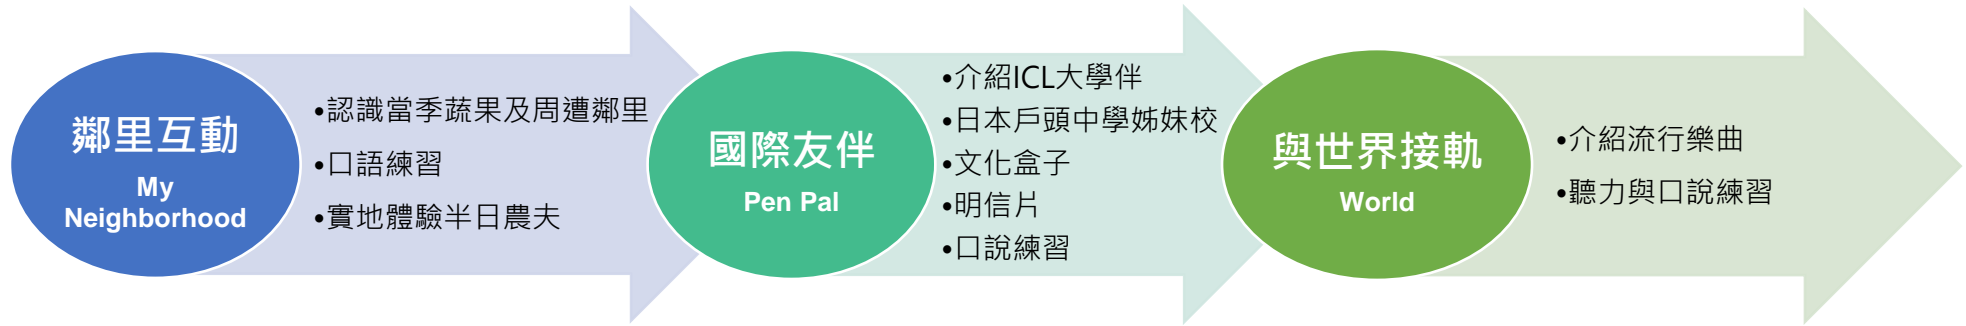 鄰里互動
My
Neighborhood
•認識當季蔬果及周遭鄰里
•口語練習
•實地體驗半日農夫
國際友伴
Pen Pal
•介紹ICL大學伴
•日本戶頭中學姊妹校
•文化盒子
•明信片
•口說練習
與世界接軌
World
•介紹流行樂曲
•聽力與口說練習